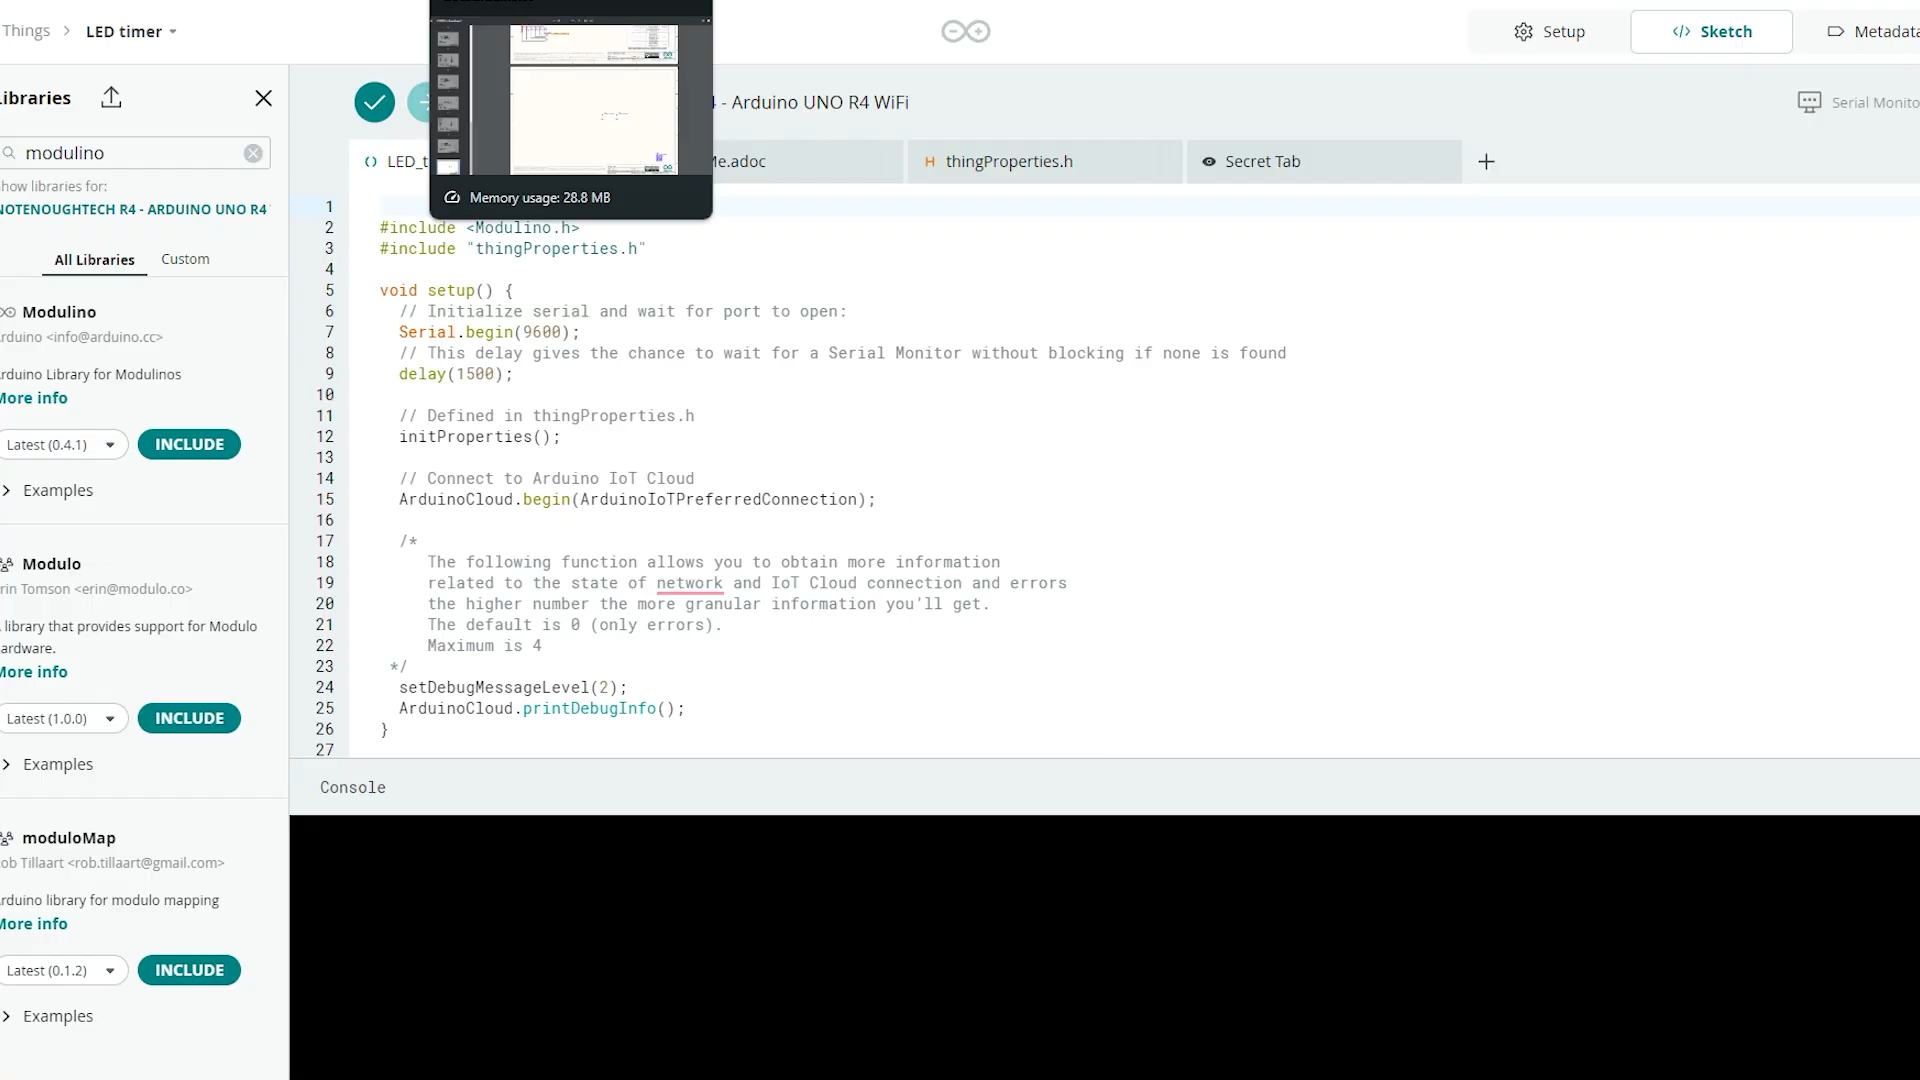 Things > LED timer
Setup
</> Sketch
Metadata
Libraries
modulino
Show libraries for:
NOTENOUGHTECH R4 - ARDUINO UNO R4
All Libraries
Custom
Modulino
Arduino <info@arduino.cc>
Arduino Library for Modulinos
More info
Latest (0.4.1)
INCLUDE
Examples
Modulo
Erin Tomson <erin@modulo.co>
A library that provides support for Modulo
hardware.
More info
Latest (1.0.0)
INCLUDE
Examples
moduloMap
Rob Tillaart <rob.tillaart@gmail.com>
Arduino library for modulo mapping
More info
Latest (0.1.2)
INCLUDE
Examples
4 - Arduino UNO R4 WiFi
Serial Monito
Memory usage: 28.8 MB
() LED_t
Me.adoc
H thingProperties.h
Secret Tab
+
1
2 #include <Modulino.h>
3 #include "thingProperties.h"
4
5 void setup() {
6 // Initialize serial and wait for port to open:
7 Serial.begin(9600);
8 // This delay gives the chance to wait for a Serial Monitor without blocking if none is found
9 delay(1500);
10
11 // Defined in thingProperties.h
12 initProperties();
13
14 // Connect to Arduino IoT Cloud
15 ArduinoCloud.begin(ArduinoIoTPreferredConnection);
16
17 /*
18 The following function allows you to obtain more information
19 related to the state of network and IoT Cloud connection and errors
20 the higher number the more granular information you'll get.
21 The default is 0 (only errors).
22 Maximum is 4
23 */
24 setDebugMessageLevel(2);
25 ArduinoCloud.printDebugInfo();
26 }
27
Console